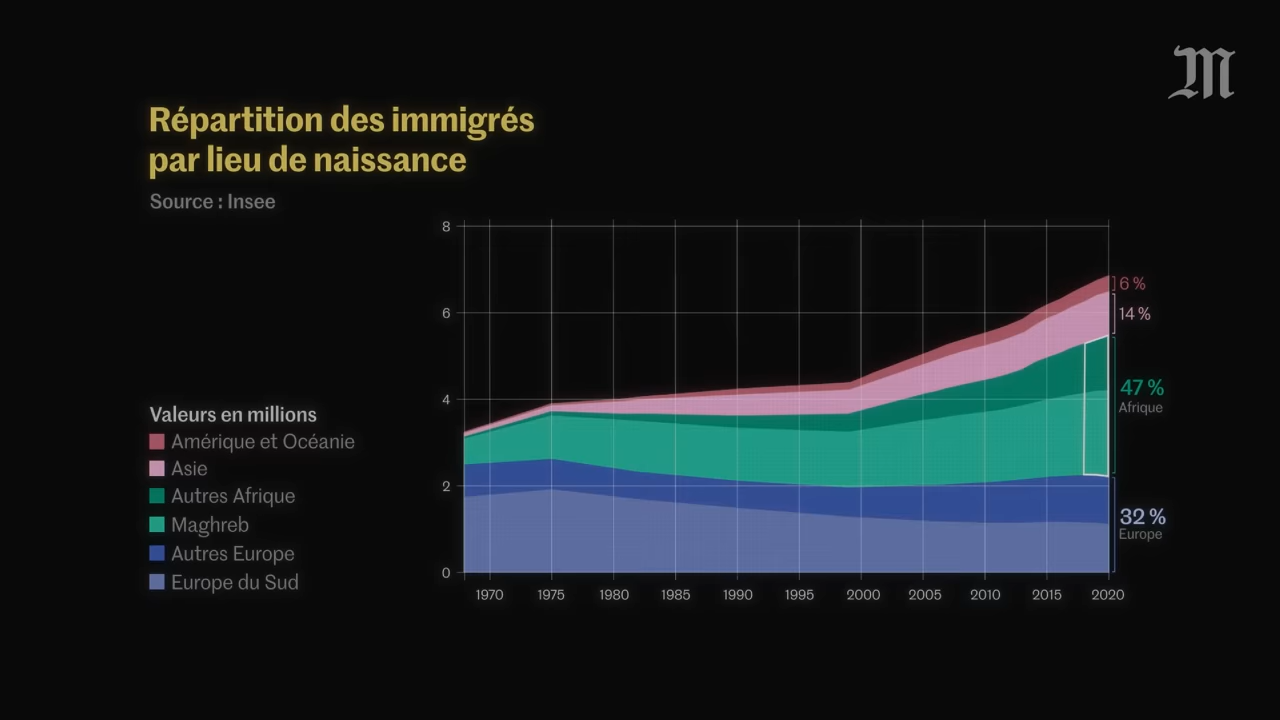 M
Répartition des immigrés
par lieu de naissance
Source : Insee
8
6
4
2
0
6 %
14 %
47 %
Afrique
32 %
Europe
Valeurs en millions
Amérique et Océanie
Asie
Autres Afrique
Maghreb
Autres Europe
Europe du Sud
1970 1975 1980 1985 1990 1995 2000 2005 2010 2015 2020